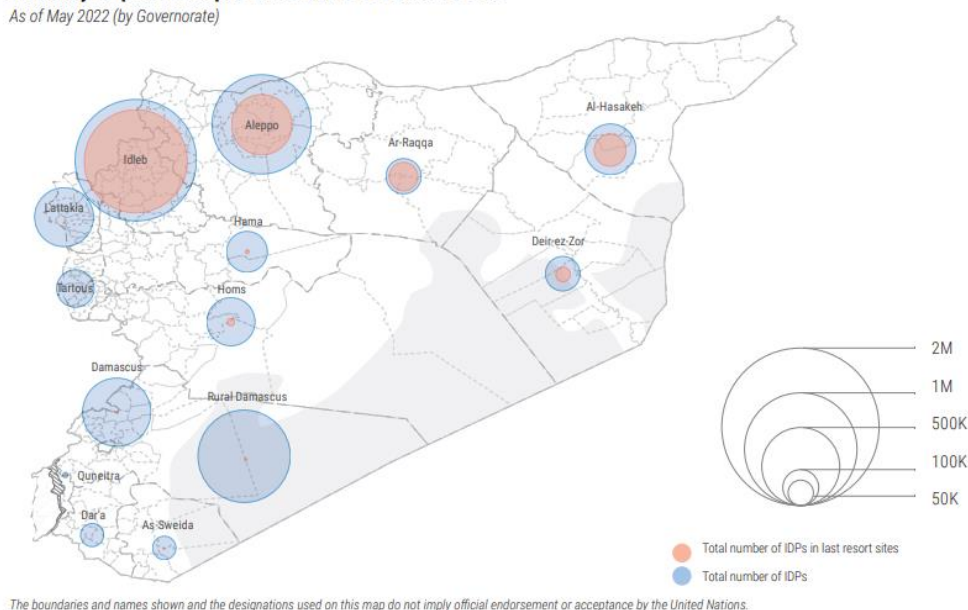 As of May 2022 (by Governorate)
Al-Hasakeh
Aleppo
Ar-Raqqa
Idleb
Lattakia
Hama
Deir-ez-Zor
Tartous
Homs
2M
Damascus
1M
Rural Damascus
500K
100K
Quneitra
50K
Dar'a
As-Sweida
Total number of IDPs in last resort sites
Total number of IDPs
The boundaries and names shown and the designations used on this map do not imply official endorsement or acceptance by the United Nations.